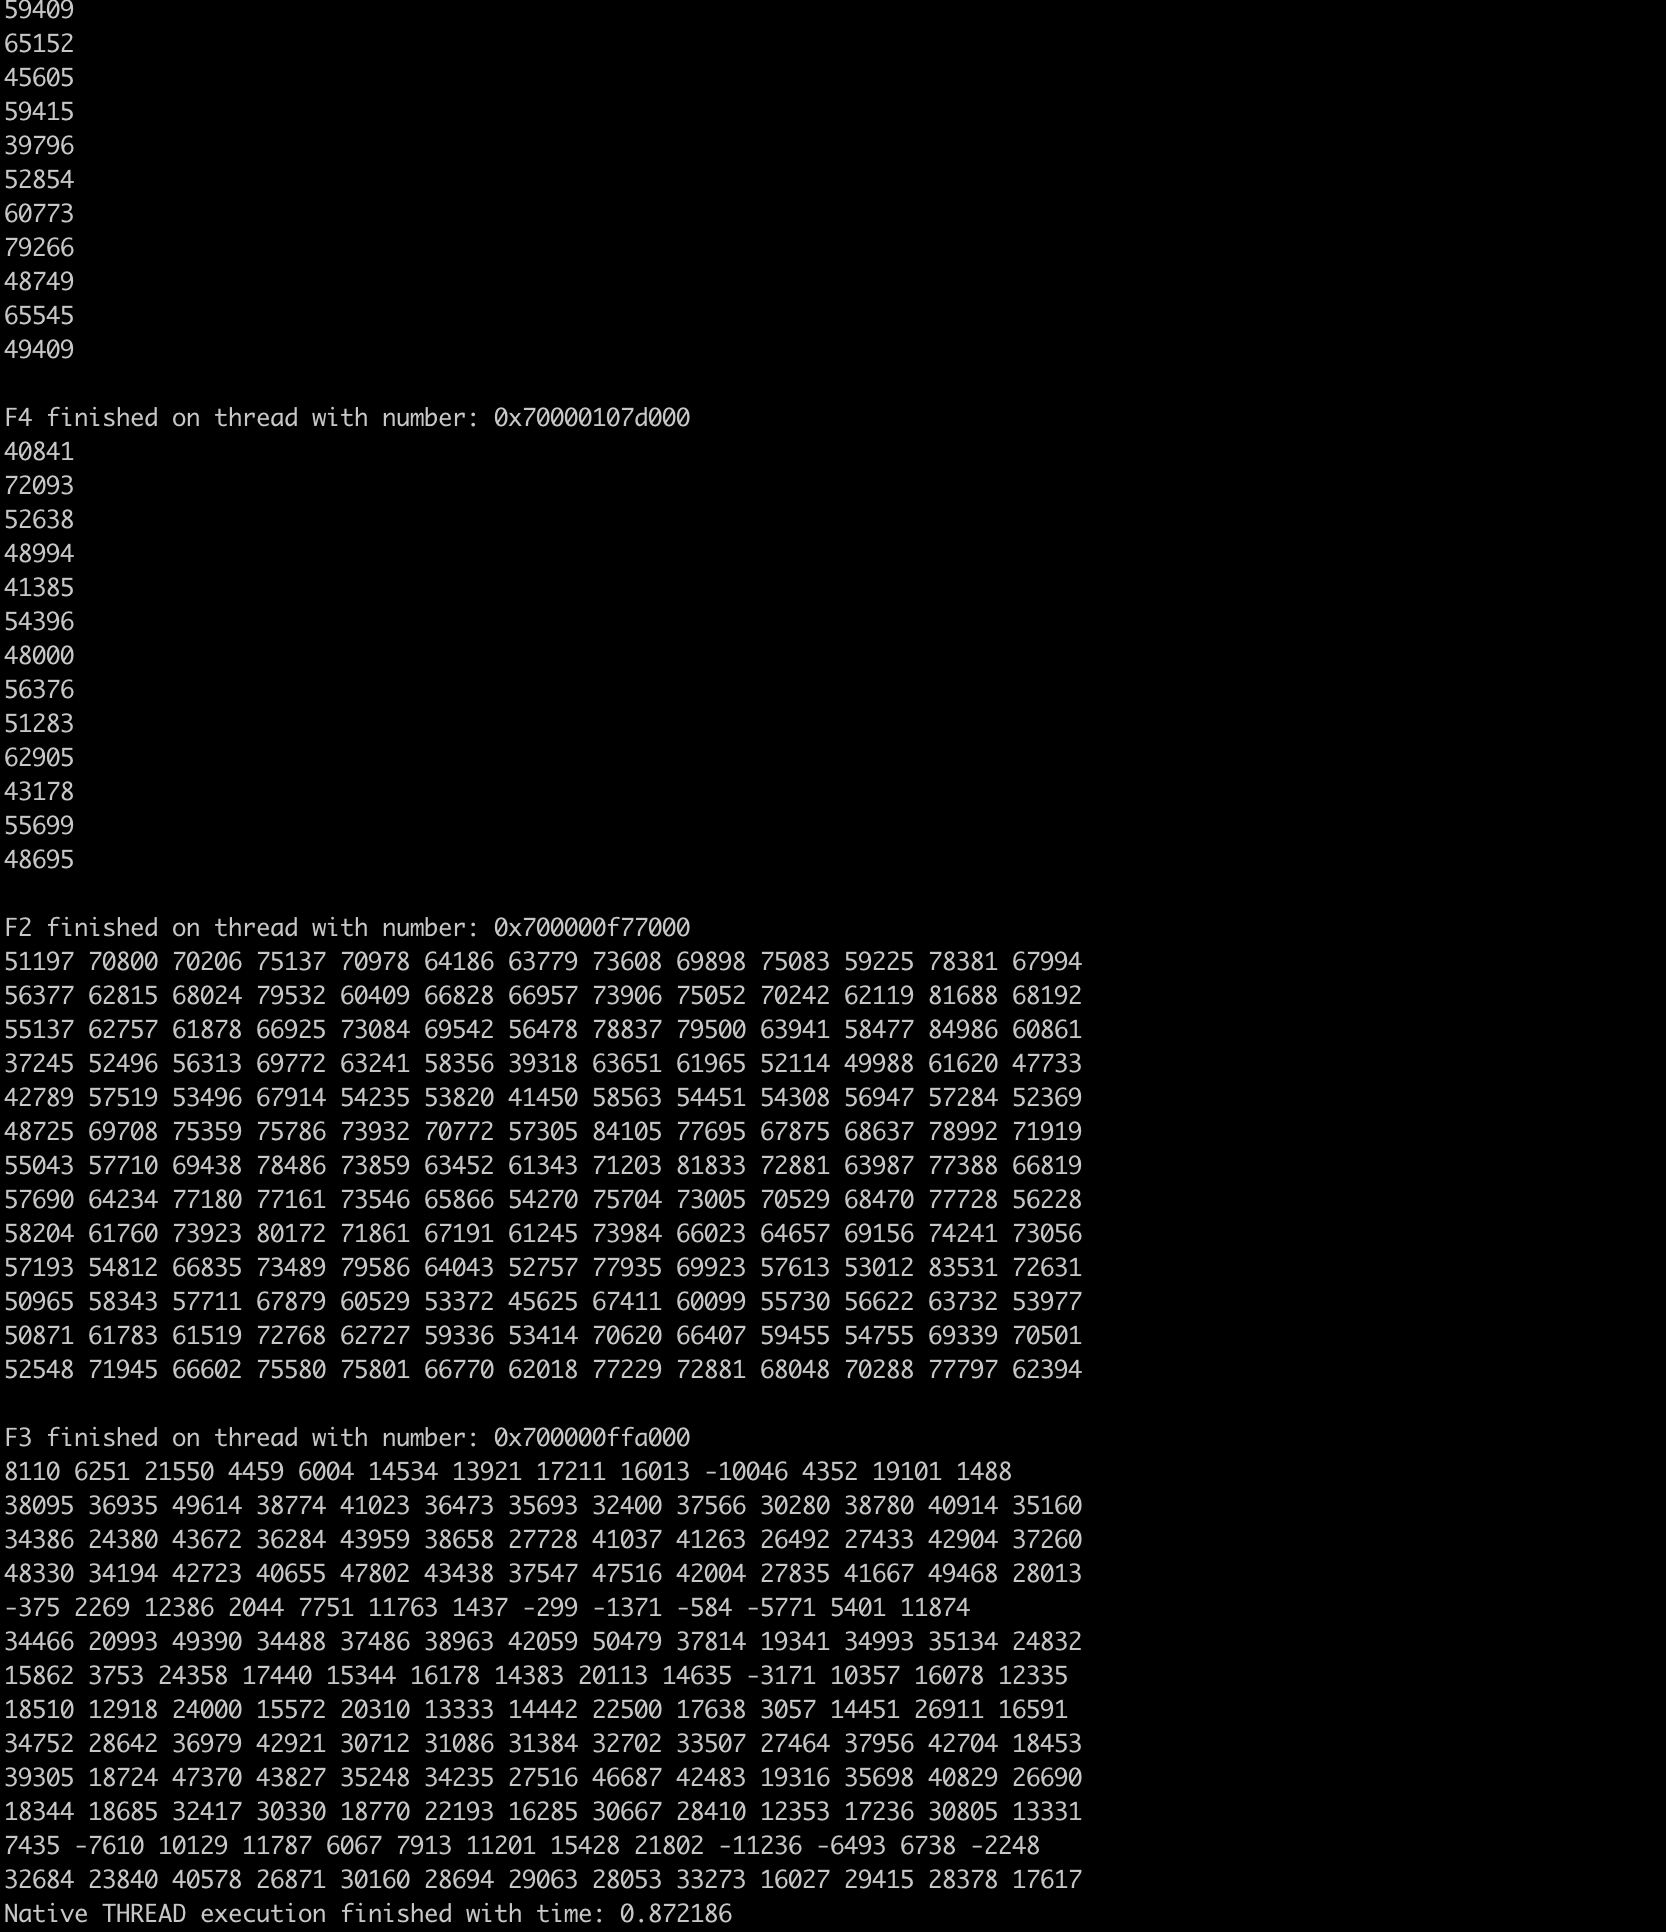 59409
65152
45605
59415
39796
52854
60773
79266
48749
65545
49409
F4 finished on thread with number: 0x70000107d000
40841
72093
52638
48994
41385
54396
48000
56376
51283
62905
43178
55699
48695
F2 finished on thread with number: 0x700000f77000
51197 70800 70206 75137 70978 64186 63779 73608 69898 75083 59225 78381 67994
56377 62815 68024 79532 60409 66828 66957 73906 75052 70242 62119 81688 68192
55137 62757 61878 66925 73084 69542 56478 78837 79500 63941 58477 84986 60861
37245 52496 56313 69772 63241 58356 39318 63651 61965 52114 49988 61620 47733
42789 57519 53496 67914 54235 53820 41450 58563 54451 54308 56947 57284 52369
48725 69708 75359 75786 73932 70772 57305 84105 77695 67875 68637 78992 71919
55043 57710 69438 78486 73859 63452 61343 71203 81833 72881 63987 77388 66819
57690 64234 77180 77161 73546 65866 54270 75704 73005 70529 68470 77728 56228
58204 61760 73923 80172 71861 67191 61245 73984 66023 64657 69156 74241 73056
57193 54812 66835 73489 79586 64043 52757 77935 69923 57613 53012 83531 72631
50965 58343 57711 67879 60529 53372 45625 67411 60099 55730 56622 63732 53977
50871 61783 61519 72768 62727 59336 53414 70620 66407 59455 54755 69339 70501
52548 71945 66602 75580 75801 66770 62018 77229 72881 68048 70288 77797 62394
F3 finished on thread with number: 0x700000ffa000
8110 6251 21550 4459 6004 14534 13921 17211 16013 -10046 4352 19101 1488
38095 36935 49614 38774 41023 36473 35693 32400 37566 30280 38780 40914 35160
34386 24380 43672 36284 43959 38658 27728 41037 41263 26492 27433 42904 37260
48330 34194 42723 40655 47802 43438 37547 47516 42004 27835 41667 49468 28013
-375 2269 12386 2044 7751 11763 1437 -299 -1371 -584 -5771 5401 11874
34466 20993 49390 34488 37486 38963 42059 50479 37814 19341 34993 35134 24832
15862 3753 24358 17440 15344 16178 14383 20113 14635 -3171 10357 16078 12335
18510 12918 24000 15572 20310 13333 14442 22500 17638 3057 14451 26911 16591
34752 28642 36979 42921 30712 31086 31384 32702 33507 27464 37956 42704 18453
39305 18724 47370 43827 35248 34235 27516 46687 42483 19316 35698 40829 26690
18344 18685 32417 30330 18770 22193 16285 30667 28410 12353 17236 30805 13331
7435 -7610 10129 11787 6067 7913 11201 15428 21802 -11236 -6493 6738 -2248
32684 23840 40578 26871 30160 28694 29063 28053 33273 16027 29415 28378 17617
Native THREAD execution finished with time: 0.872186